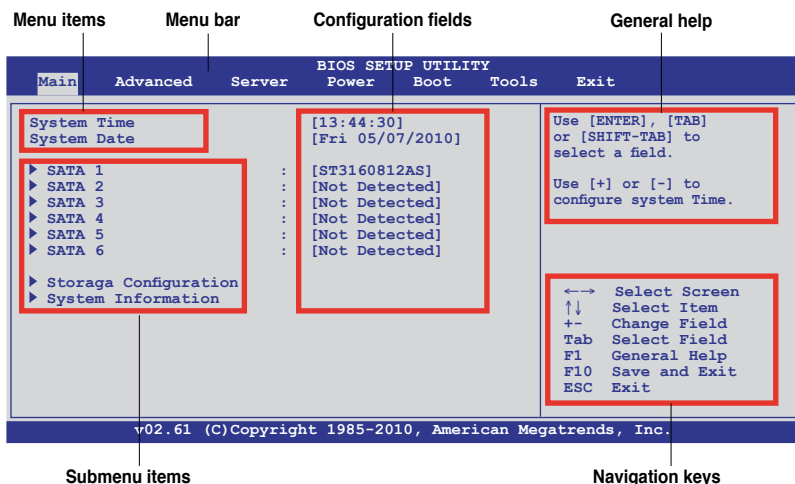 Menu items Menu bar Configuration fields General help
BIOS SETUP UTILITY
Main Advanced Server Power Boot Tools Exit
System Time [13:44:30]
System Date [Fri 05/07/2010]
SATA 1 : [ST3160812AS]
SATA 2 : [Not Detected]
SATA 3 : [Not Detected]
SATA 4 : [Not Detected]
SATA 5 : [Not Detected]
SATA 6 : [Not Detected]
Storaga Configuration
System Information
Use [ENTER], [TAB]
or [SHIFT-TAB] to
select a field.
Use [+] or [-] to
configure system Time.
←→ Select Screen
↑↓ Select Item
+- Change Field
Tab Select Field
F1 General Help
F10 Save and Exit
ESC Exit
v02.61 (C)Copyright 1985-2010, American Megatrends, Inc.
Submenu items Navigation keys